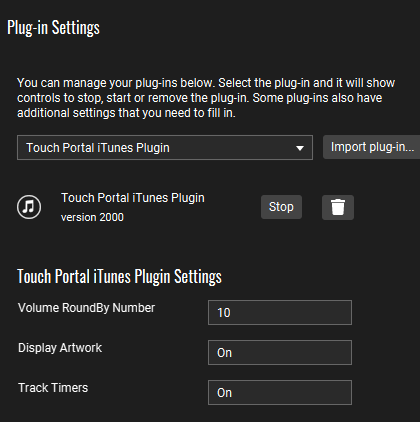 Plug-in Settings
You can manage your plug-ins below. Select the plug-in and it will show
controls to stop, start or remove the plug-in. Some plug-ins also have
additional settings that you need to fill in.
Touch Portal iTunes Plugin
Import plug-in...
Touch Portal iTunes Plugin
version 2000
Stop
Touch Portal iTunes Plugin Settings
Volume RoundBy Number
10
Display Artwork
On
Track Timers
On